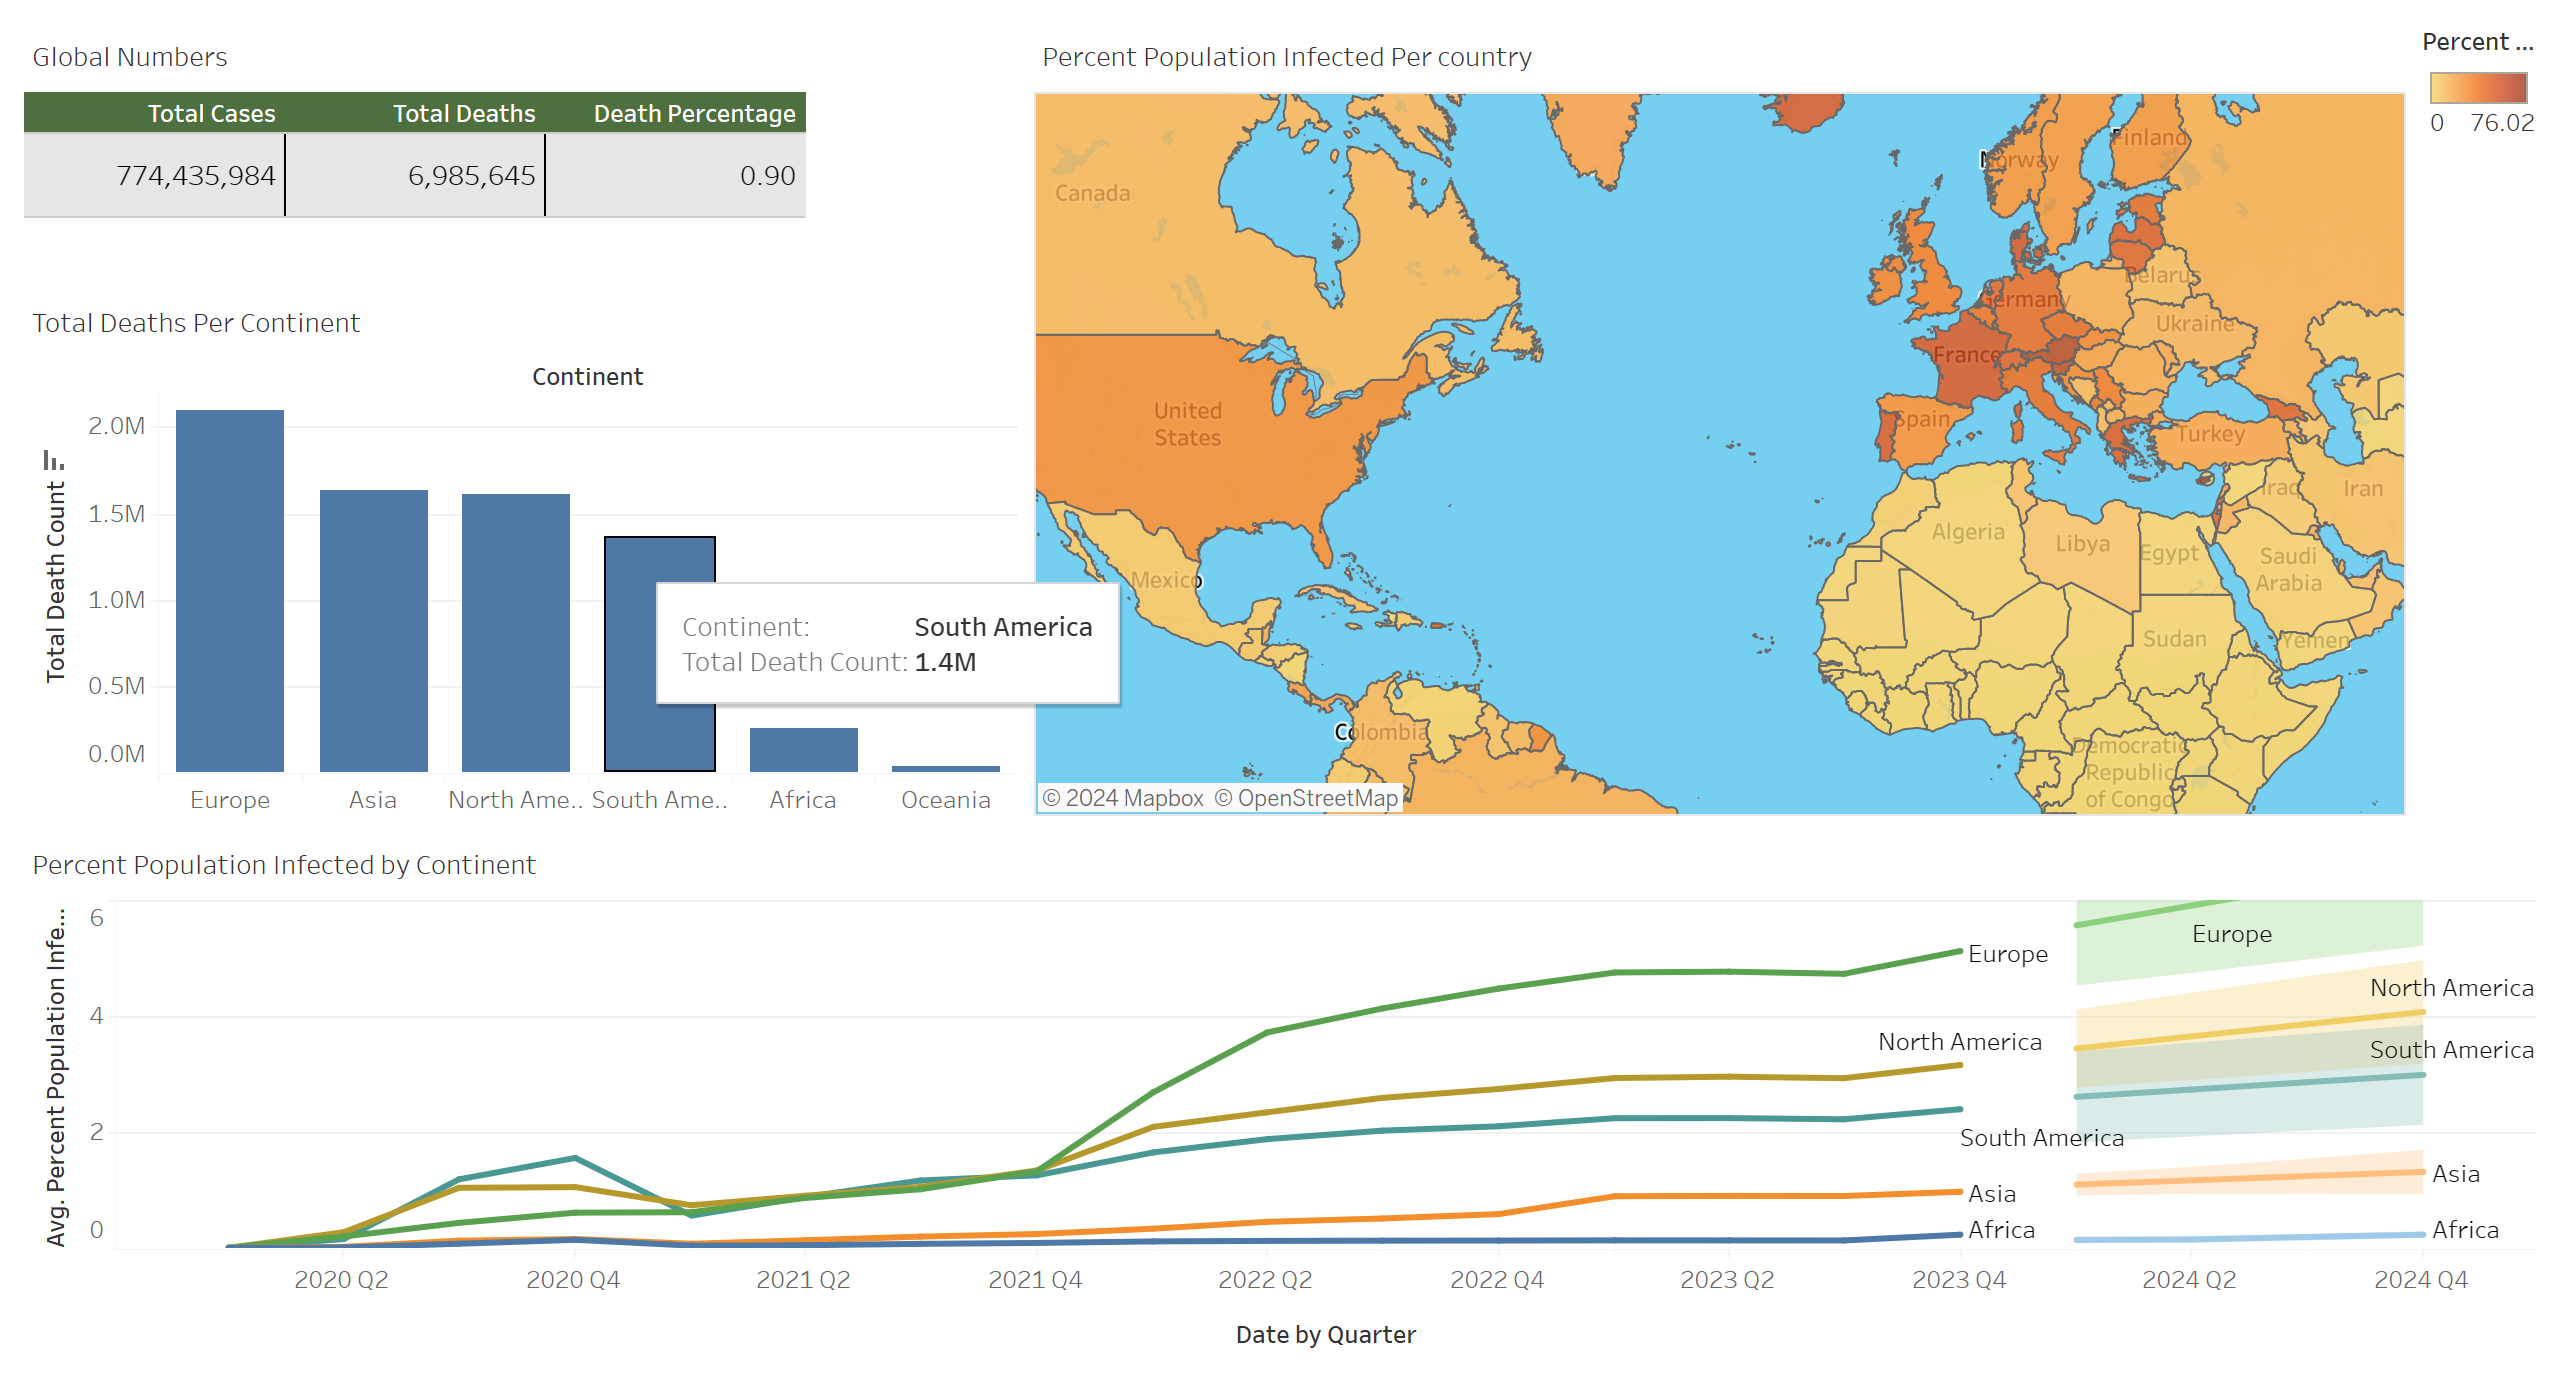 Global Numbers
Total Cases Total Deaths Death Percentage
774,435,984 6,985,645 0.90
Total Deaths Per Continent
Continent
Total Death Count
2.0M
1.5M
1.0M
0.5M
0.0M
Europe Asia North Ame.. South Ame.. Africa Oceania
Continent: South America
Total Death Count: 1.4M
Percent Population Infected Per country
Percent ...
0 76.02
Canada
United
States
Mexico
Colombia
Norway
Finland
Belarus
Germany
Ukraine
France
Spain
Turkey
Iraq
Iran
Algeria
Libya
Egypt
Saudi
Arabia
Sudan
Yemen
Democratic
Republic
of Congo
© 2024 Mapbox © OpenStreetMap
Percent Population Infected by Continent
Avg. Percent Population Infe...
6
4
2
0
Europe
North America
South America
Asia
Africa
Europe
North America
South America
Asia
Africa
2020 Q2 2020 Q4 2021 Q2 2021 Q4 2022 Q2 2022 Q4 2023 Q2 2023 Q4 2024 Q2 2024 Q4
Date by Quarter